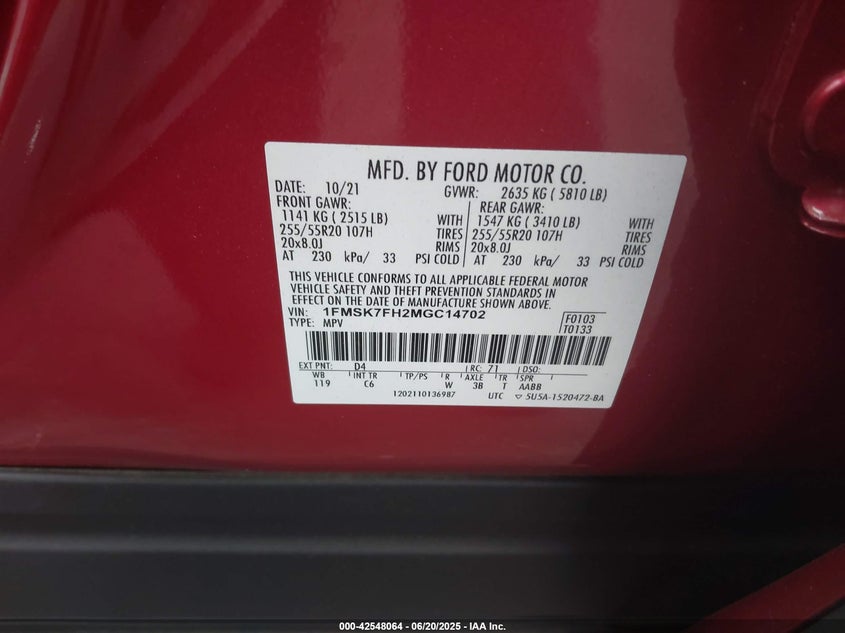 MFD. BY FORD MOTOR CO.
DATE: 10/21 GVWR: 2635 KG ( 5810 LB)
FRONT GAWR: REAR GAWR:
1141 KG ( 2515 LB) WITH 1547 KG ( 3410 LB) WITH
255/55R20 107H TIRES 255/55R20 107H TIRES
20x8.0J RIMS 20x8.0J RIMS
AT 230 kPa/ 33 PSI COLD AT 230 kPa/ 33 PSI COLD
THIS VEHICLE CONFORMS TO ALL APPLICABLE FEDERAL MOTOR
VEHICLE SAFETY AND THEFT PREVENTION STANDARDS IN
EFFECT ON THE DATE OF MANUFACTURE SHOWN ABOVE.
VIN: 1FMSK7FH2MGC14702 F0103
TYPE: MPV T0133
EXT PNT: D4 RC: 71 DSO:
WB INT TR TP/PS R AXLE TR SPR
119 C6 W 3B T AABB
1202110136987 UTC ▽ 5U5A-1520472-BA
000-42548064 / 06/20/2025 - IAA Inc.